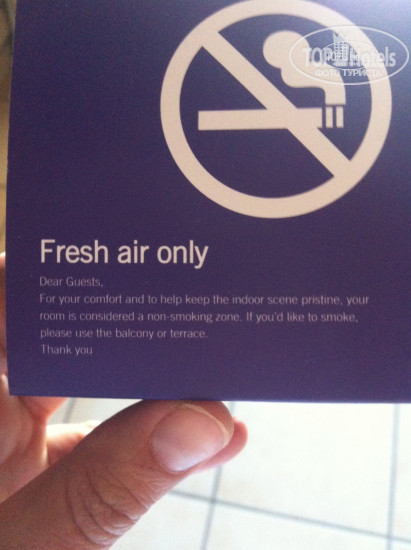 TOP Hotels
ФОТО ТУРИСТА
Fresh air only
Dear Guests,
For your comfort and to help keep the indoor scene pristine, your
room is considered a non-smoking zone. If you'd like to smoke,
please use the balcony or terrace.
Thank you